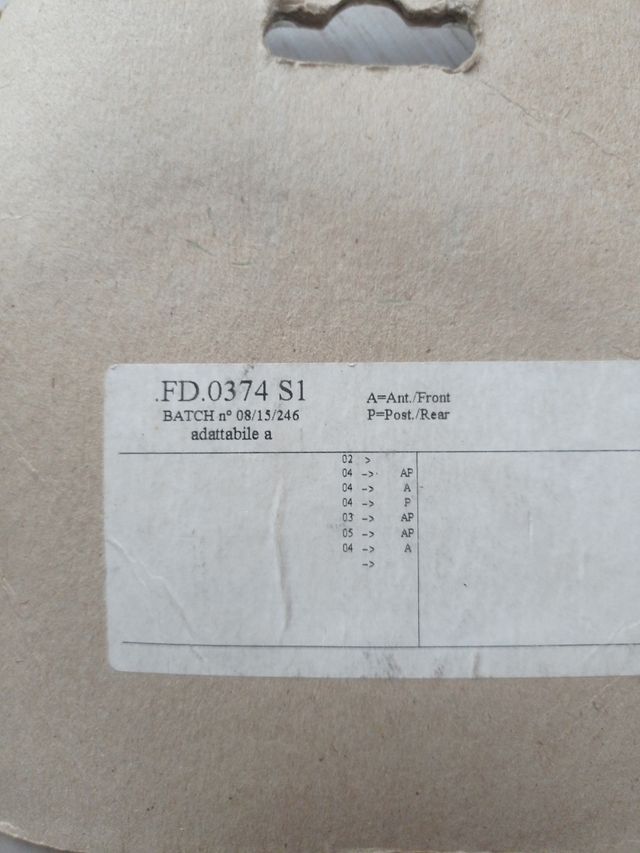 .FD.0374 S1
BATCH n° 08/15/246
adattabile a
A=Ant./Front
P=Post./Rear
02 >
04 -> AP
04 -> A
04 -> P
03 -> AP
05 -> AP
04 -> A
->